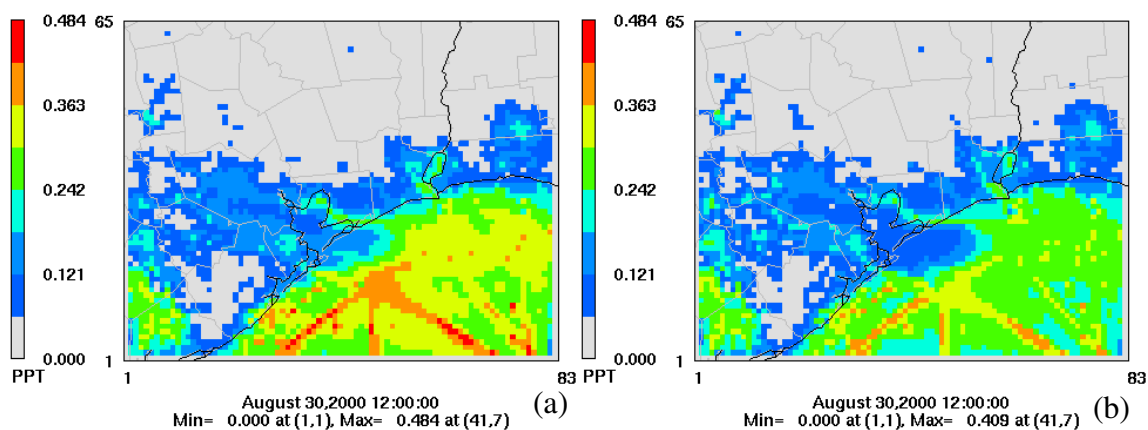 0.484
0.363
0.242
0.121
0.000
PPT
65
1
1
83
August 30,2000 12:00:00
Min= 0.000 at (1,1), Max= 0.484 at (41,7)
(a)
0.484
0.363
0.242
0.121
0.000
PPT
65
1
1
83
August 30,2000 12:00:00
Min= 0.000 at (1,1), Max= 0.409 at (41,7)
(b)